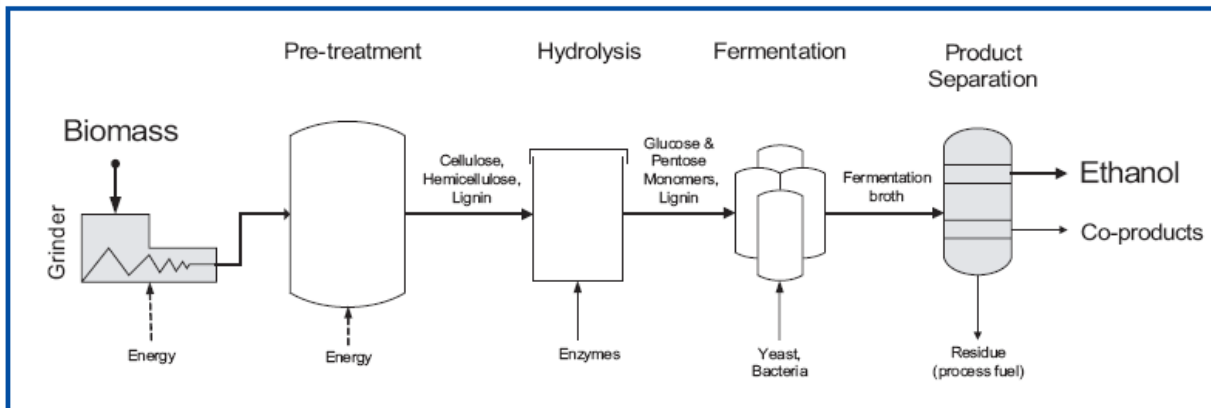 Pre-treatment
Hydrolysis
Fermentation
Product
Separation
Biomass
Grinder
Energy
Energy
Cellulose,
Hemicellulose,
Lignin
Enzymes
Glucose &
Pentose
Monomers,
Lignin
Yeast,
Bacteria
Fermentation
broth
Ethanol
Co-products
Residue
(process fuel)